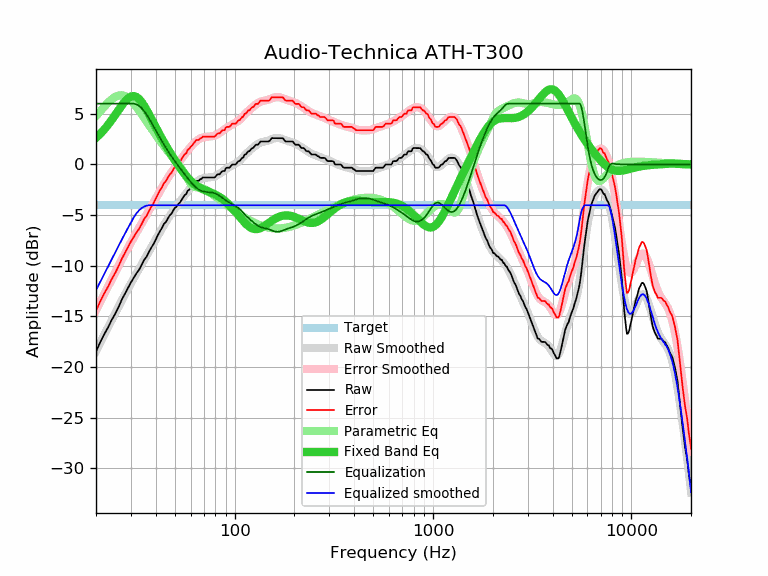 Audio-Technica ATH-T300
Amplitude (dBr)
5
0
−5
−10
−15
−20
−25
−30
Target
Raw Smoothed
Error Smoothed
Raw
Error
Parametric Eq
Fixed Band Eq
Equalization
Equalized smoothed
100
1000
10000
Frequency (Hz)